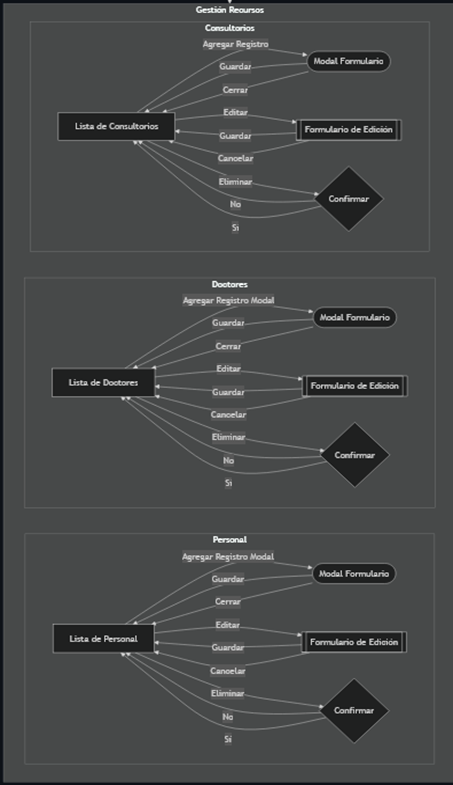 Gestión Recursos
Consultorios
Agregar Registro
Modal Formulario
Guardar
Cerrar
Editar
Lista de Consultorios
Formulario de Edición
Guardar
Cancelar
Eliminar
Confirmar
No
Si
Doctores
Agregar Registro Modal
Modal Formulario
Guardar
Cerrar
Editar
Lista de Doctores
Formulario de Edición
Guardar
Cancelar
Eliminar
Confirmar
No
Si
Personal
Agregar Registro Modal
Modal Formulario
Guardar
Cerrar
Editar
Lista de Personal
Formulario de Edición
Guardar
Cancelar
Eliminar
Confirmar
No
Si